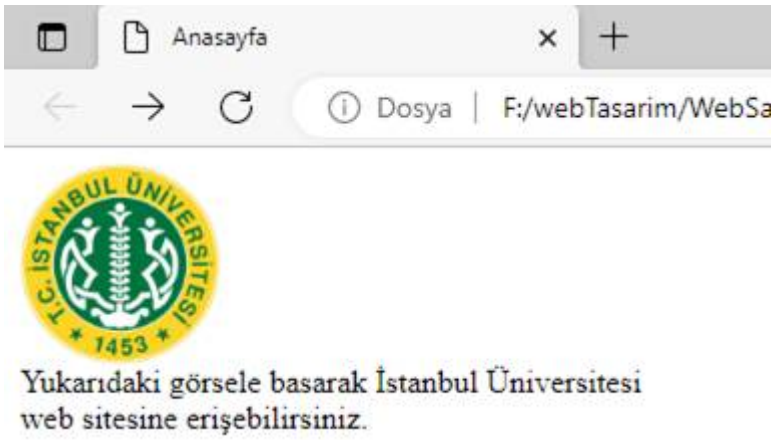 Anasayfa
Dosya | F:/webTasarim/WebSa
T.C. İSTANBUL ÜNİVERSİTESİ
1453
Yukarıdaki görsele basarak İstanbul Üniversitesi
web sitesine erişebilirsiniz.